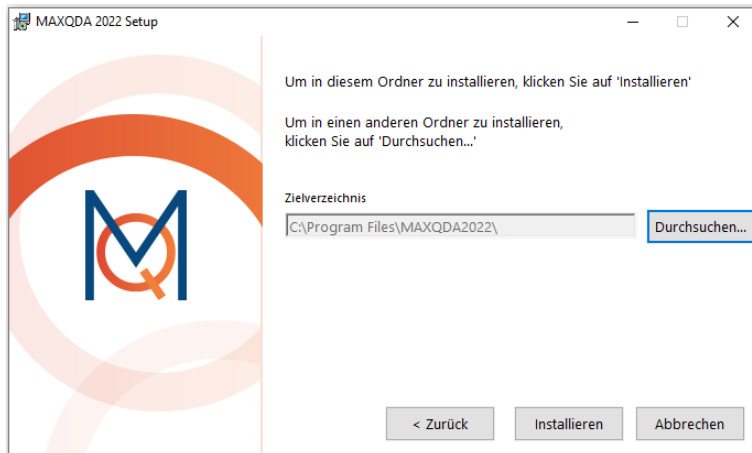 MAXQDA 2022 Setup
Um in diesem Ordner zu installieren, klicken Sie auf 'Installieren'
Um in einen anderen Ordner zu installieren,
klicken Sie auf 'Durchsuchen...'
Zielverzeichnis
C:\Program Files\MAXQDA2022\
Durchsuchen...
MQ
< Zurück
Installieren
Abbrechen